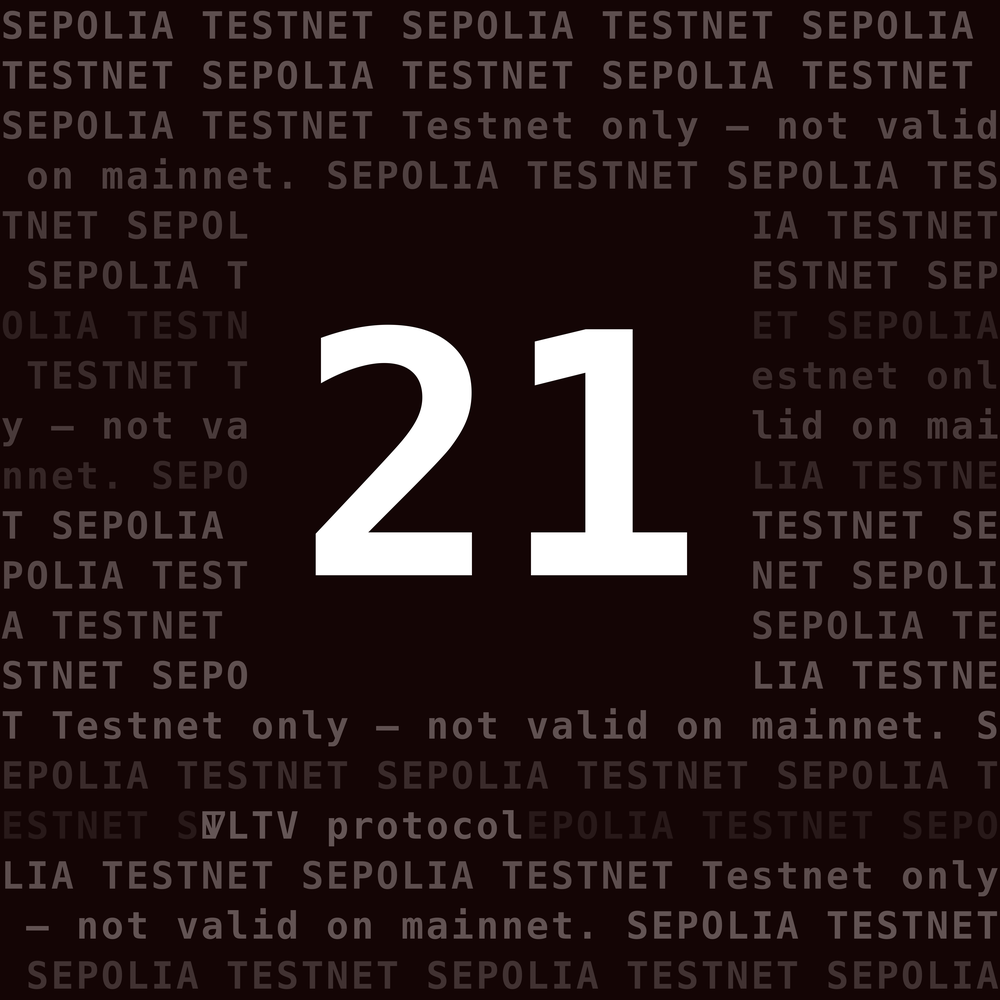 SEPOLIA TESTNET SEPOLIA TESTNET SEPOLIA
TESTNET SEPOLIA TESTNET SEPOLIA TESTNET
SEPOLIA TESTNET Testnet only — not valid
on mainnet. SEPOLIA TESTNET SEPOLIA TES
TNET SEPOL IA TESTNET
SEPOLIA T ESTNET SEP
OLIA TESTN ET SEPOLIA
TESTNET T estnet onl
y — not va lid on mai
nnet. SEPO LIA TESTNE
T SEPOLIA TESTNET SE
POLIA TEST NET SEPOLI
A TESTNET SEPOLIA TE
STNET SEPO LIA TESTNE
21
T Testnet only — not valid on mainnet. S
EPOLIA TESTNET SEPOLIA TESTNET SEPOLIA T
ESTNET VLTV protocol EPOLIA TESTNET SEPO
LIA TESTNET SEPOLIA TESTNET Testnet only
— not valid on mainnet. SEPOLIA TESTNET
SEPOLIA TESTNET SEPOLIA TESTNET SEPOLIA